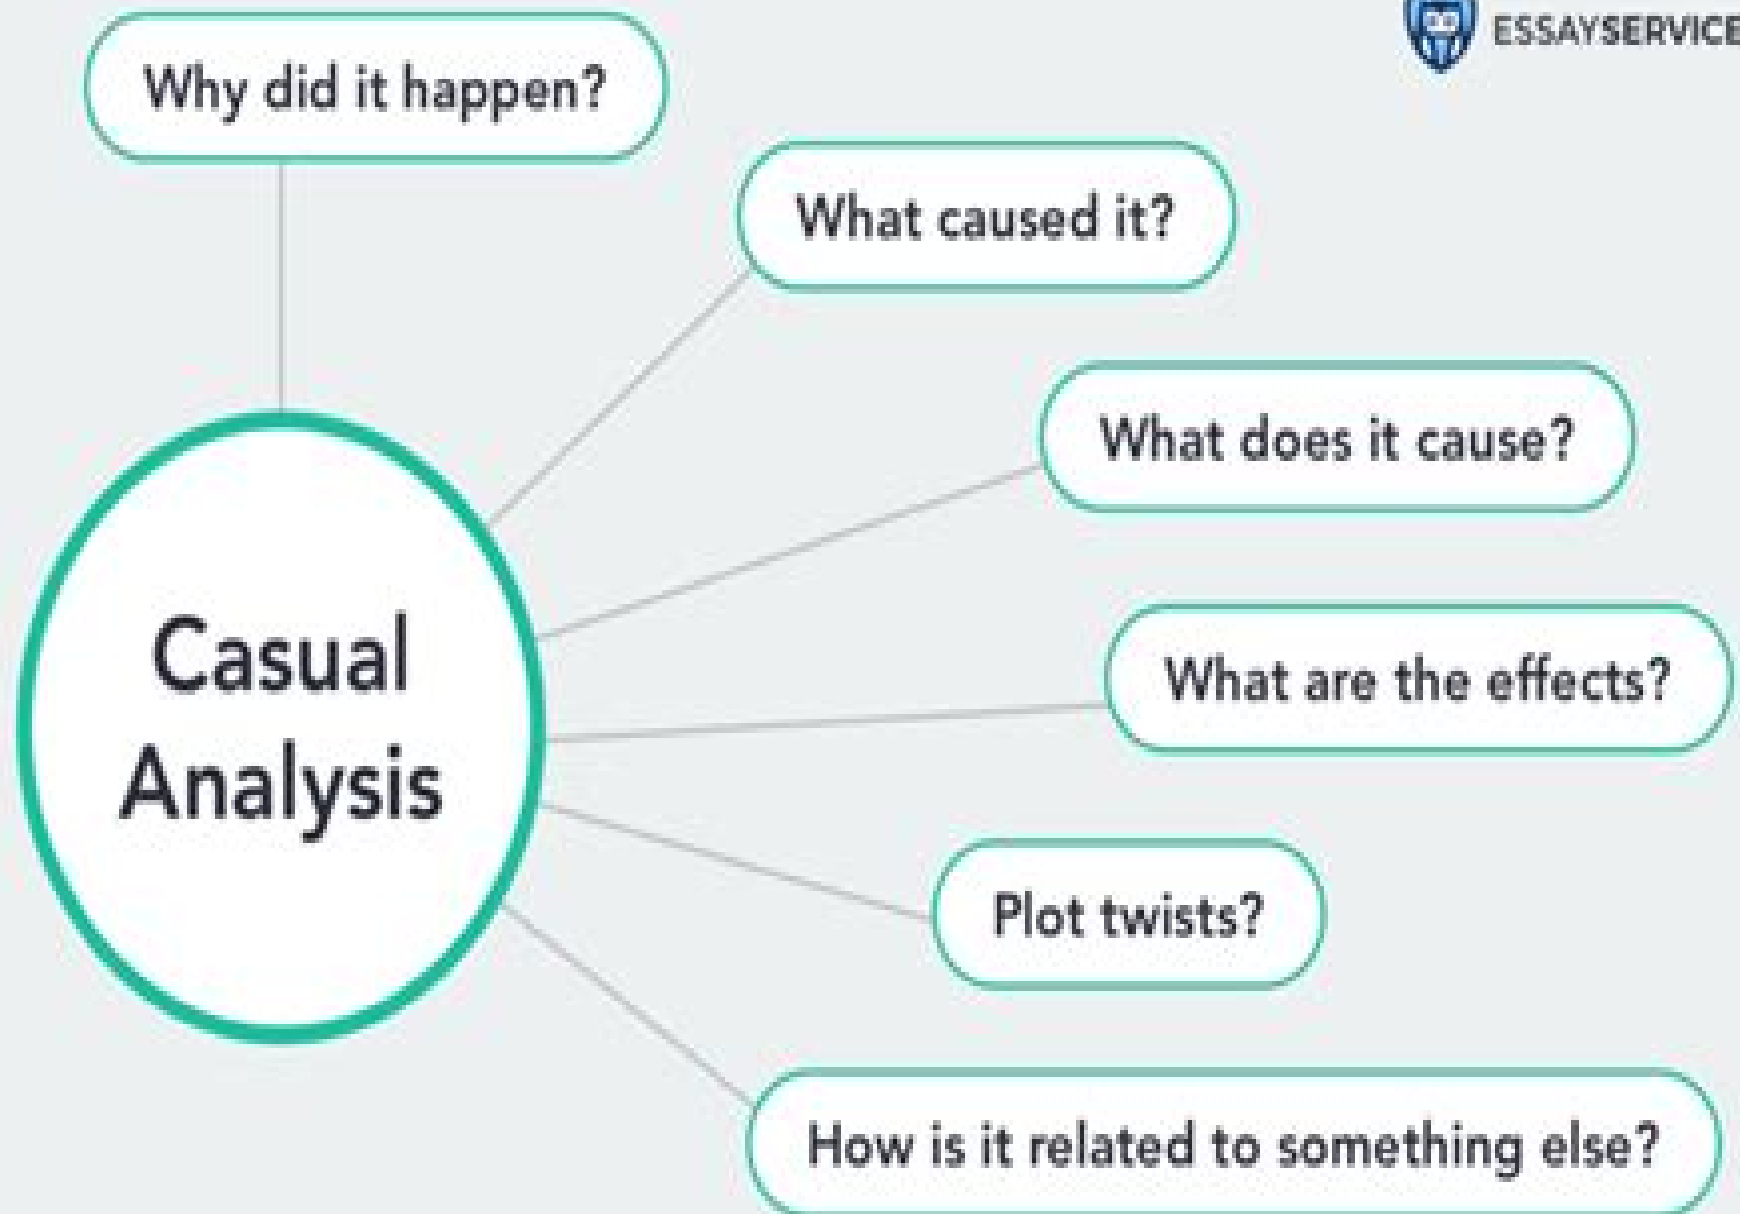 ESSAYSERVICE
Why did it happen?
What caused it?
What does it cause?
Casual
Analysis
What are the effects?
Plot twists?
How is it related to something else?